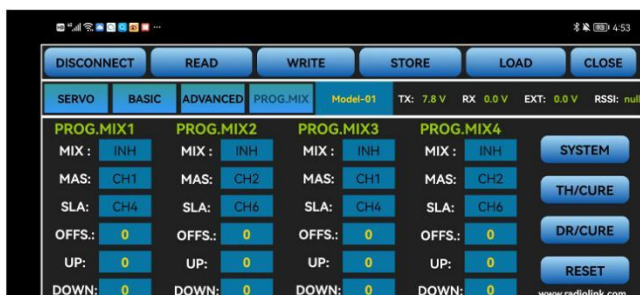 4:53
DISCONNECT READ WRITE STORE LOAD CLOSE
SERVO BASIC ADVANCED PROG.MIX Model-01 TX: 7.8 V RX 0.0 V EXT: 0.0 V RSSI: null
PROG.MIX1 PROG.MIX2 PROG.MIX3 PROG.MIX4
MIX : INH MIX : INH MIX : INH MIX : INH SYSTEM
MAS: CH1 MAS: CH2 MAS: CH1 MAS: CH2 TH/CURE
SLA: CH4 SLA: CH6 SLA: CH4 SLA: CH6
OFFS.: 0 OFFS.: 0 OFFS.: 0 OFFS.: 0 DR/CURE
UP: 0 UP: 0 UP: 0 UP: 0 RESET
DOWN: 0 DOWN: 0 DOWN: 0 DOWN: 0 www.radiolink.com